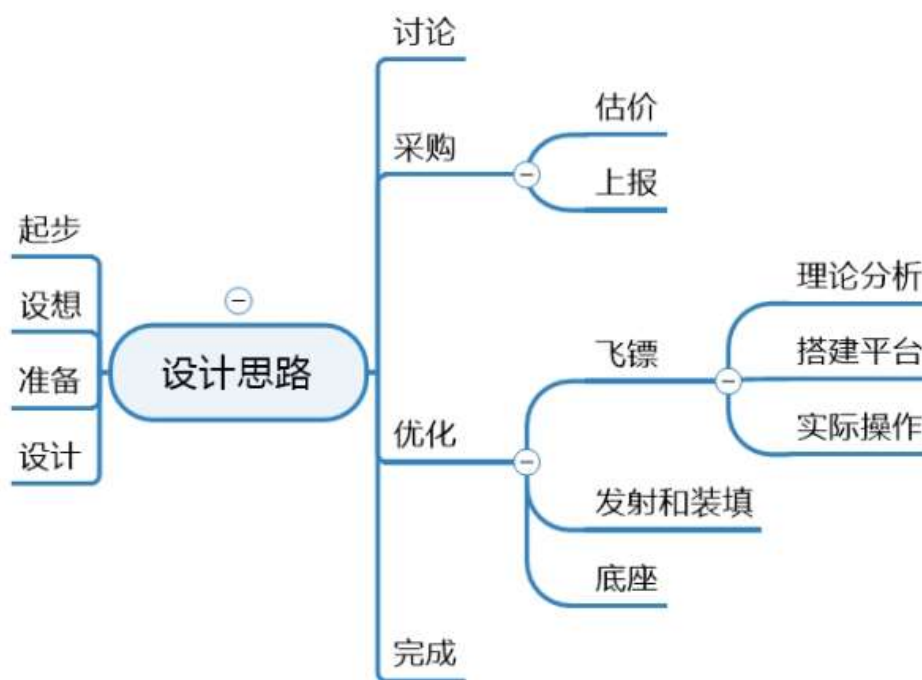 设计思路
起步
设想
准备
设计
讨论
采购
估价
上报
优化
飞镖
理论分析
搭建平台
实际操作
发射和装填
底座
完成